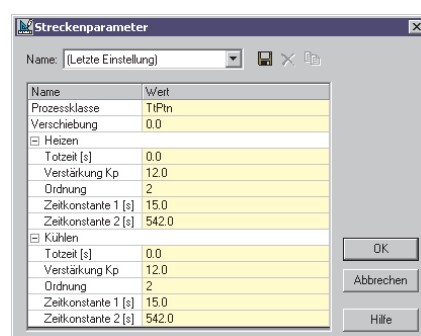 Streckenparameter
Name: (Letzte Einstellung)
Name Wert
Prozessklasse TtPtn
Verschiebung 0.0
Heizen
Totzeit [s] 0.0
Verstärkung Kp 12.0
Ordnung 2
Zeitkonstante 1 [s] 15.0
Zeitkonstante 2 [s] 542.0
Kühlen
Totzeit [s] 0.0
Verstärkung Kp 12.0
Ordnung 2
Zeitkonstante 1 [s] 15.0
Zeitkonstante 2 [s] 542.0
OK
Abbrechen
Hilfe